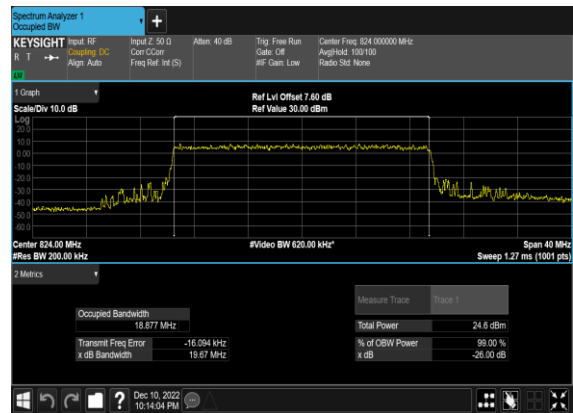 Spectrum Analyzer 1
Occupied BW
+
KEYSIGHT Input: RF Input Z: 50 Ω Atten: 40 dB Trig: Free Run Center Freq: 824.000000 MHz
R T Coupling: DC Corr CCorr Gate: Off Avg|Hold: 100/100
Align: Auto Freq Ref: Int (S) #IF Gain: Low Radio Std: None
LW
1 Graph
Ref Lvl Offset 7.60 dB
Scale/Div 10.0 dB Ref Value 30.00 dBm
Log
20.0
10.0
0.00
-10.0
-20.0
-30.0
-40.0
-50.0
-60.0
Center 824.00 MHz #Video BW 620.00 kHz* Span 40 MHz
#Res BW 200.00 kHz Sweep 1.27 ms (1001 pts)
2 Metrics
Measure Trace Trace 1
Occupied Bandwidth
18.877 MHz Total Power 24.6 dBm
Transmit Freq Error -16.094 kHz % of OBW Power 99.00 %
x dB Bandwidth 19.67 MHz x dB -26.00 dB
? Dec 10, 2022
10:14:04 PM